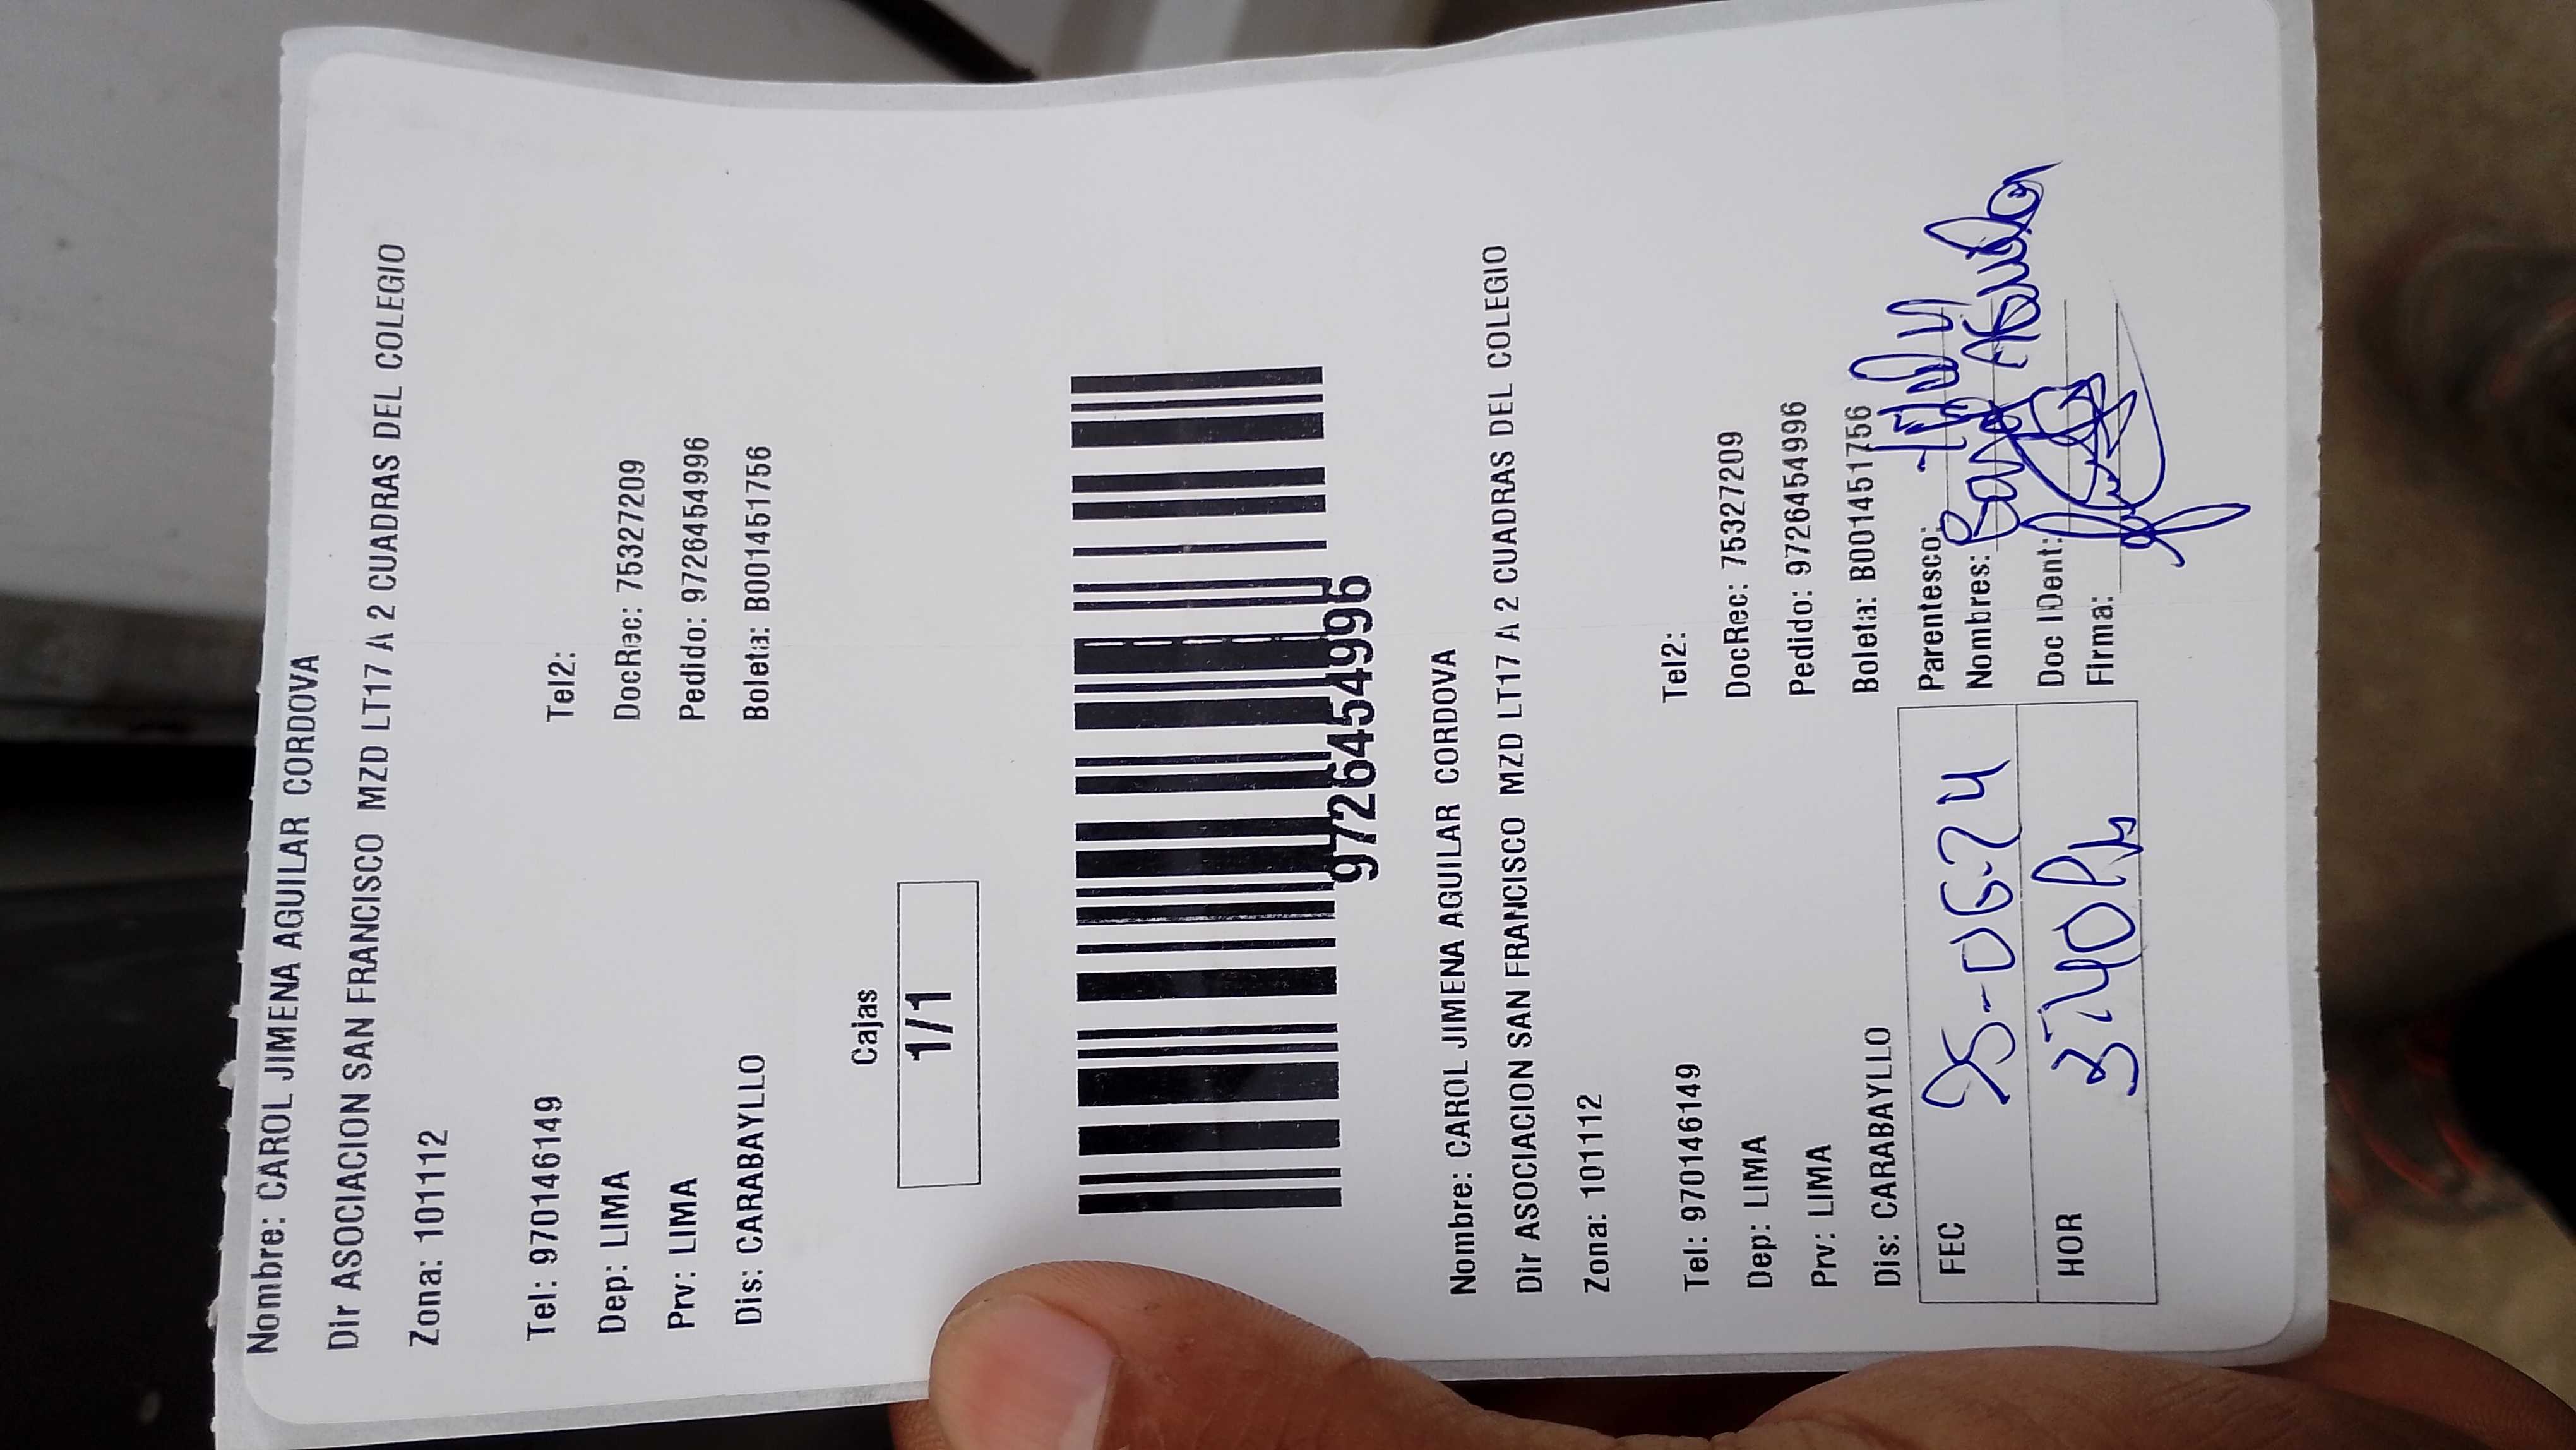 Nombre: CAROL JIMENA AGUILAR CORDOVA
Dir ASOCIACION SAN FRANCISCO MZD LT17 A 2 CUADRAS DEL COLEGIO
Zona: 101112
Tel: 970146149 Tel2:
Dep: LIMA DocRec: 75327209
Prv: LIMA Pedido: 9726454996
Dis: CARABAYLLO Boleta: B001451756
Cajas
1/1
9726454996
Nombre: CAROL JIMENA AGUILAR CORDOVA
Dir ASOCIACION SAN FRANCISCO MZD LT17 A 2 CUADRAS DEL COLEGIO
Zona: 101112
Tel: 970146149 Tel2:
Dep: LIMA DocRec: 75327209
Prv: LIMA Pedido: 9726454996
Dis: CARABAYLLO Boleta: B001451756
FEC 25-06-24 Parentesco:
Nombres:
HOR 3:40 Pm Doc IDent:
Firma: